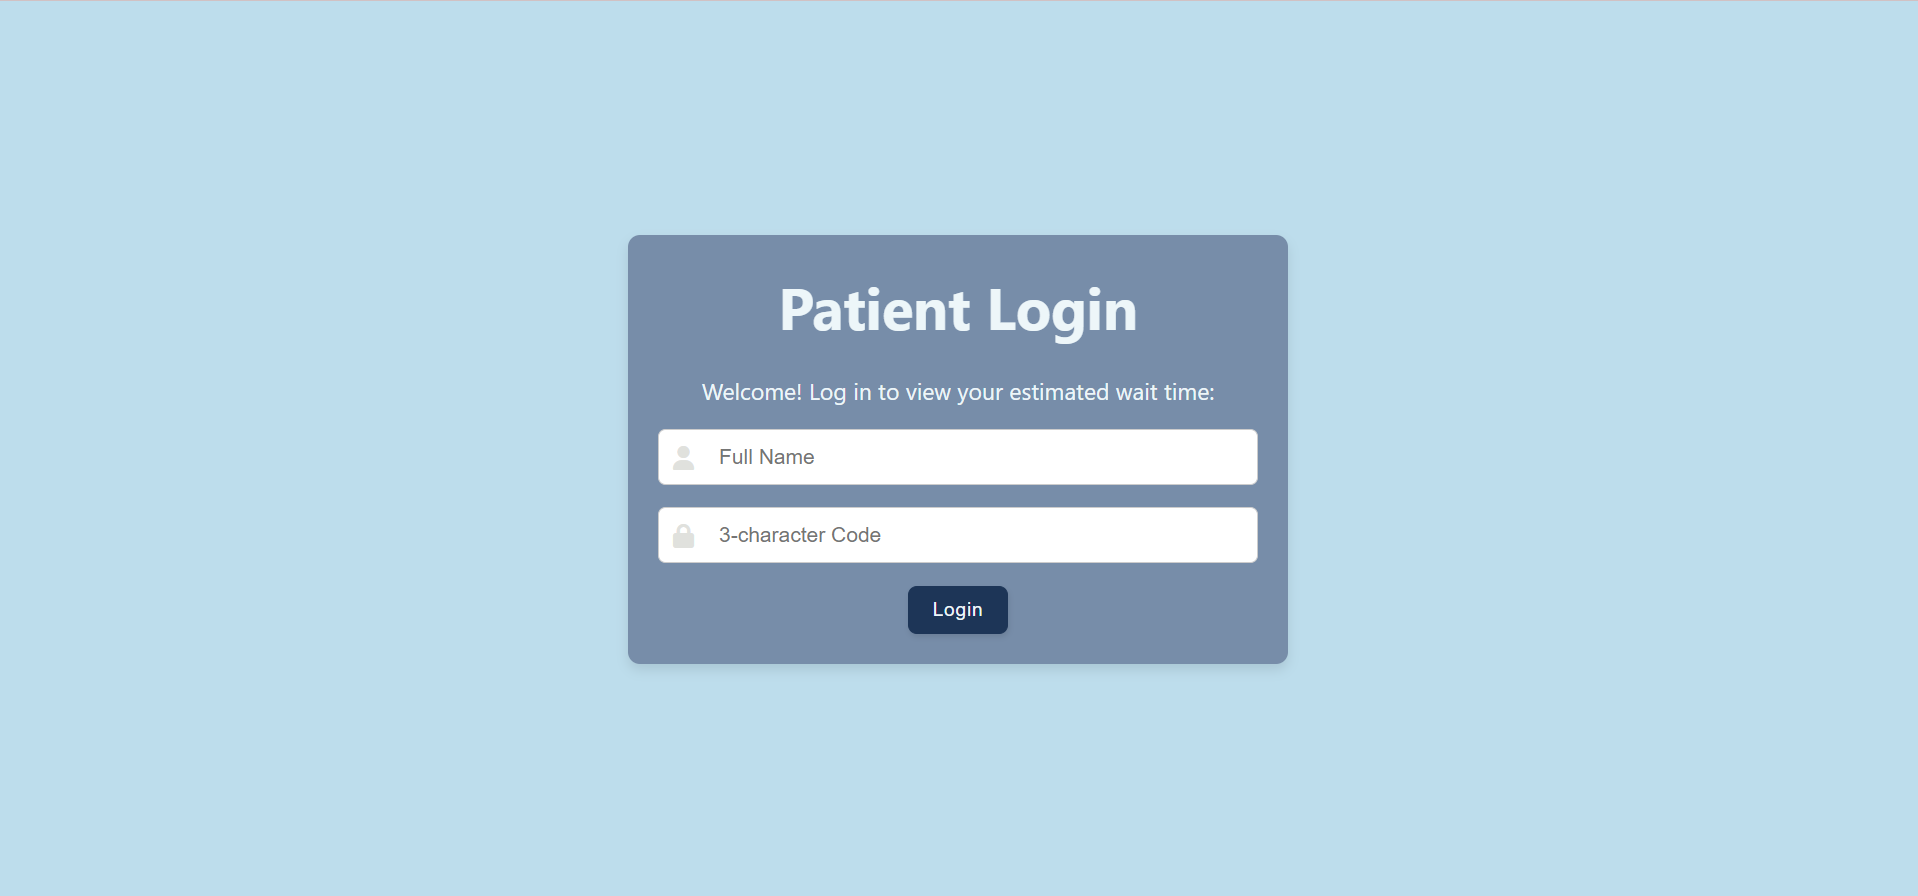 Patient Login
Welcome! Log in to view your estimated wait time:
Full Name
3-character Code
Login